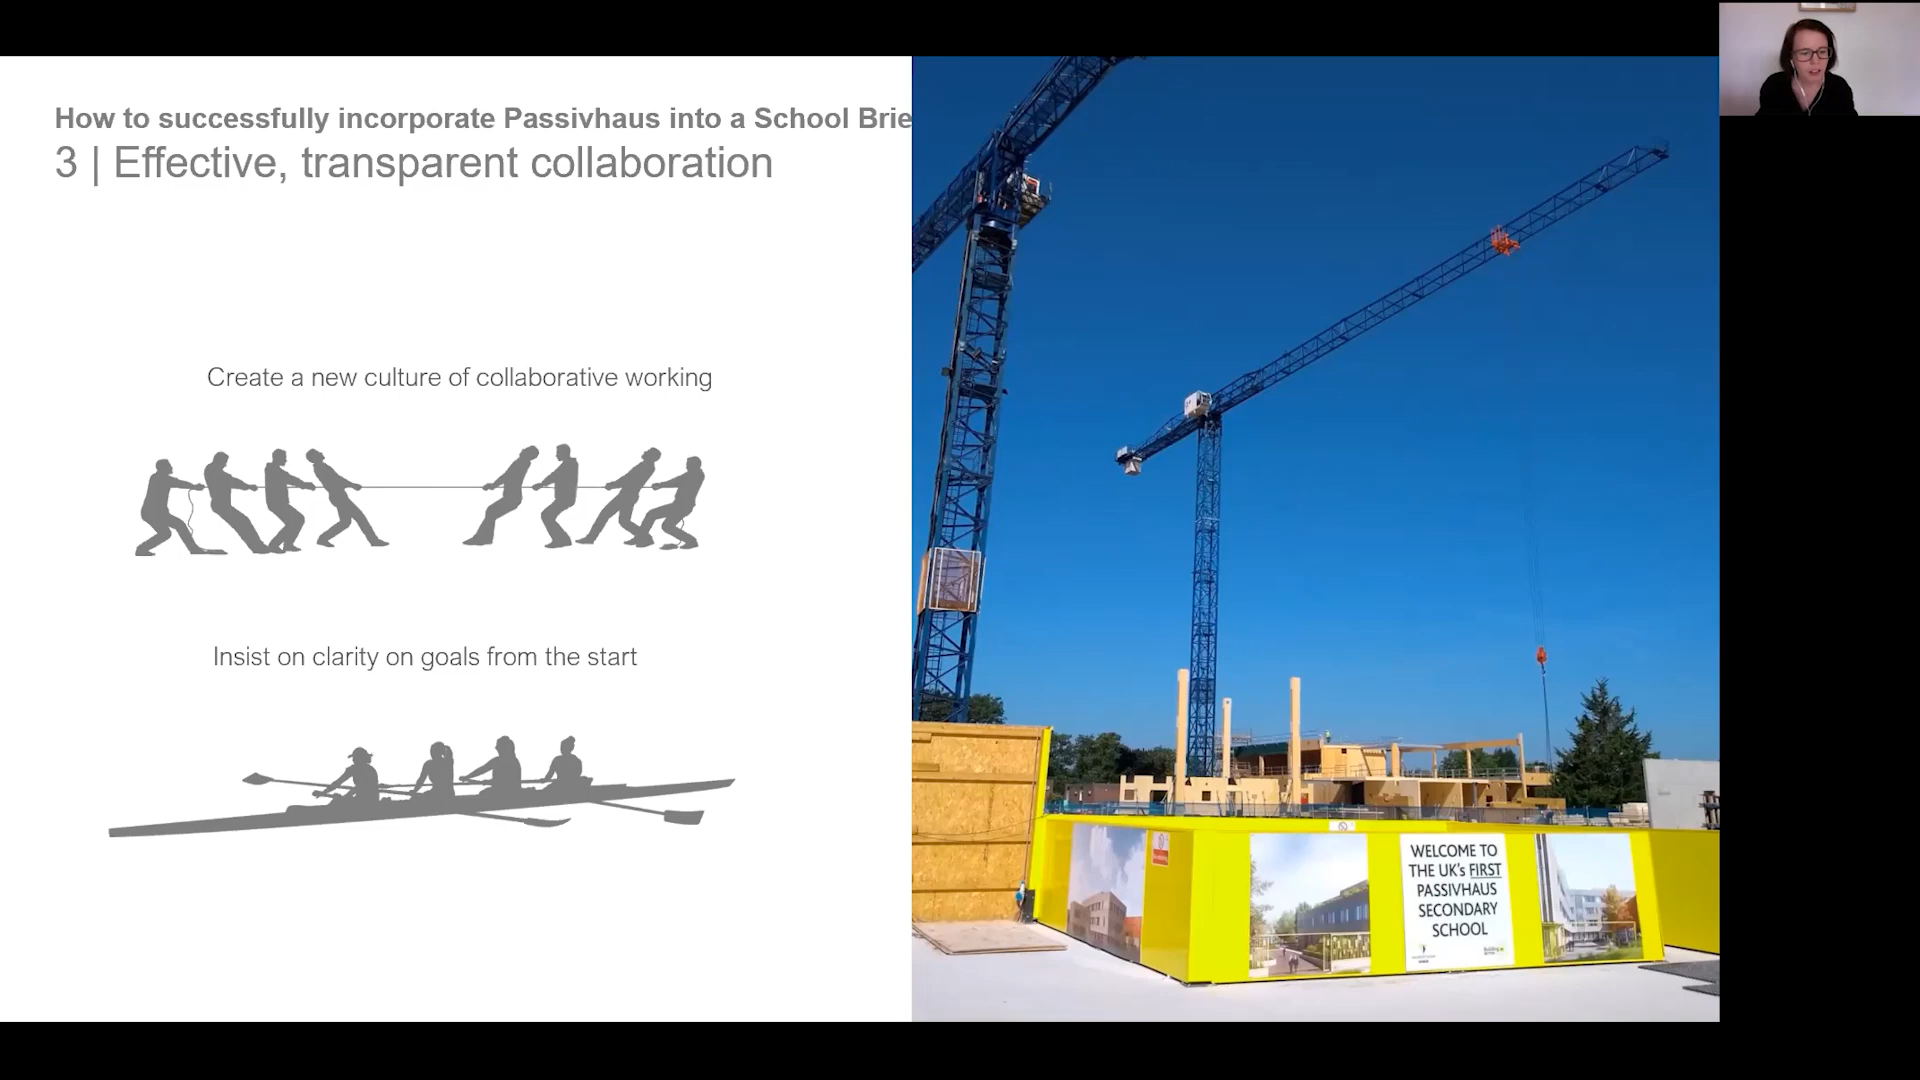 How to successfully incorporate Passivhaus into a School Brie
3 | Effective, transparent collaboration
Create a new culture of collaborative working
Insist on clarity on goals from the start
WELCOME TO
THE UK's FIRST
PASSIVHAUS
SECONDARY
SCHOOL